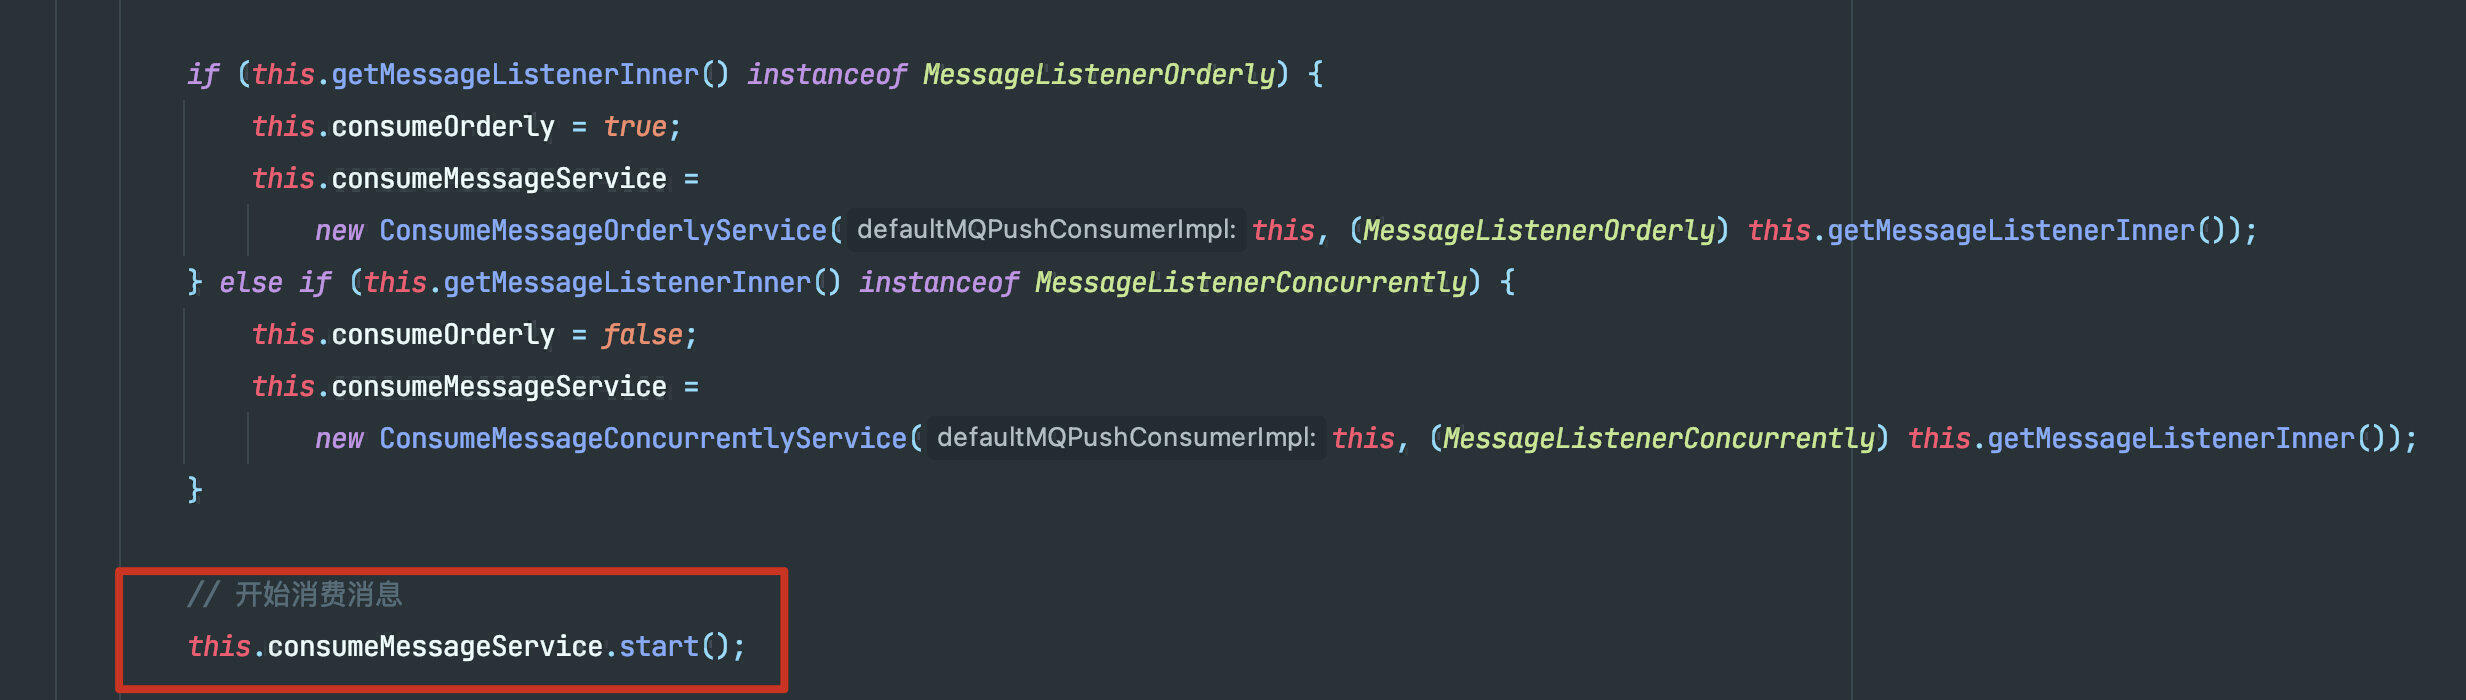 if (this.getMessageListenerInner() instanceof MessageListenerOrderly) {
this.consumeOrderly = true;
this.consumeMessageService =
new ConsumeMessageOrderlyService( defaultMQPushConsumerImpl: this, (MessageListenerOrderly) this.getMessageListenerInner());
} else if (this.getMessageListenerInner() instanceof MessageListenerConcurrently) {
this.consumeOrderly = false;
this.consumeMessageService =
new ConsumeMessageConcurrentlyService( defaultMQPushConsumerImpl: this, (MessageListenerConcurrently) this.getMessageListenerInner());
}
// 开始消费消息
this.consumeMessageService.start();